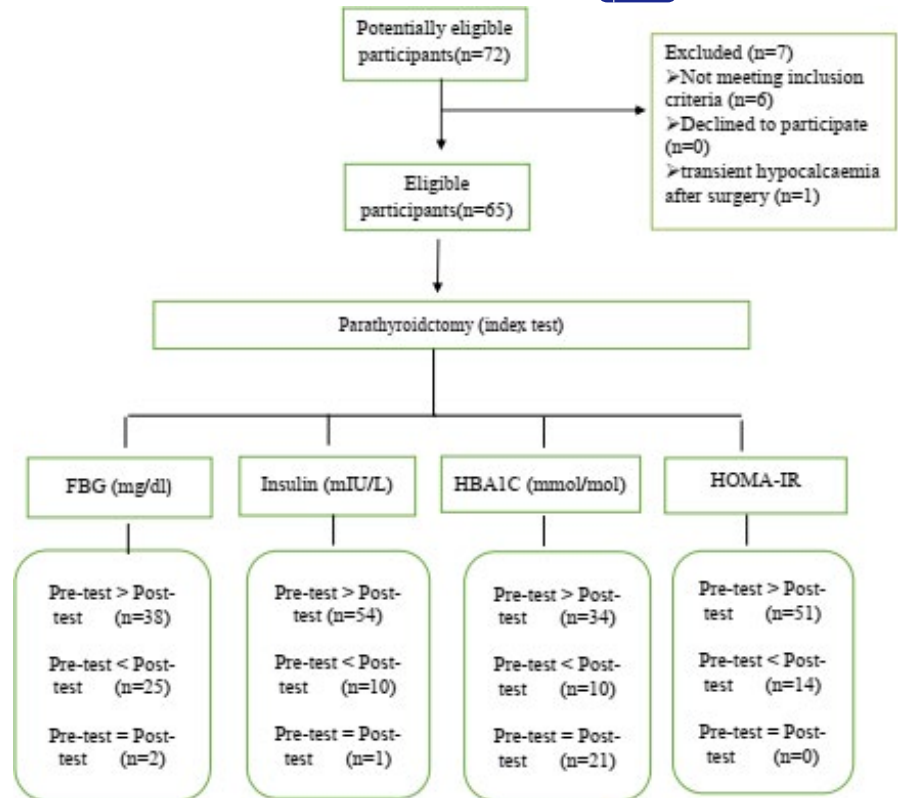 Potentially eligible
participants(n=72)
Excluded (n=7)
➢Not meeting inclusion
criteria (n=6)
➢Declined to participate
(n=0)
➢transient hypocalcaemia
after surgery (n=1)
Eligible
participants(n=65)
Parathyroidctomy (index test)
FBG (mg/dl)
Insulin (mIU/L)
HBA1C (mmol/mol)
HOMA-IR
Pre-test > Post-
test (n=38)
Pre-test < Post-
test (n=25)
Pre-test = Post-
test (n=2)
Pre-test > Post-
test (n=54)
Pre-test < Post-
test (n=10)
Pre-test = Post-
test (n=1)
Pre-test > Post-
test (n=34)
Pre-test < Post-
test (n=10)
Pre-test = Post-
test (n=21)
Pre-test > Post-
test (n=51)
Pre-test < Post-
test (n=14)
Pre-test = Post-
test (n=0)